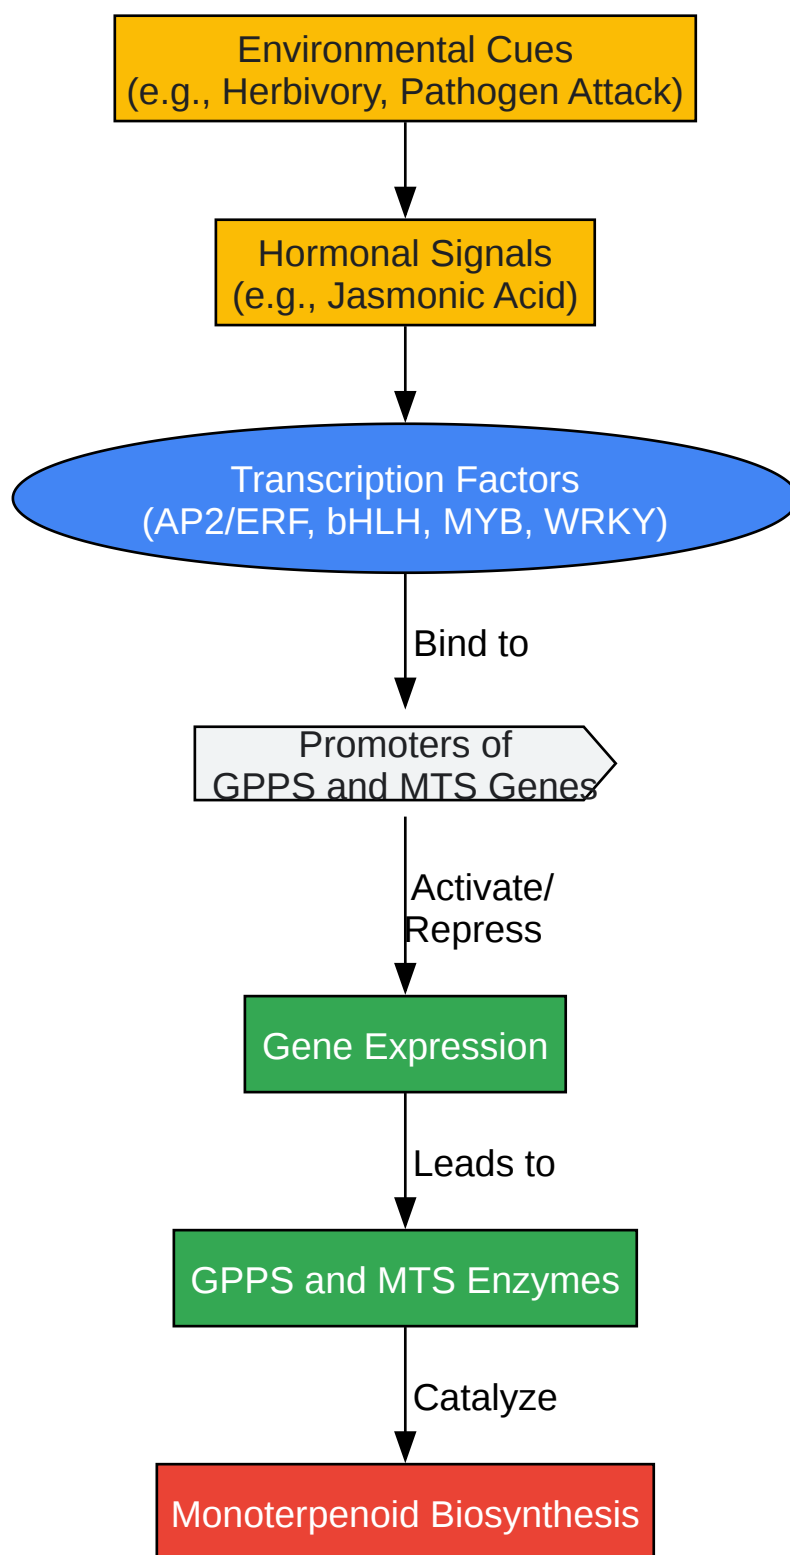 Environmental Cues
(e.g., Herbivory, Pathogen Attack)
Hormonal Signals
(e.g., Jasmonic Acid)
Transcription Factors
(AP2/ERF, bHLH, MYB, WRKY)
Bind to
Promoters of
GPPS and MTS Genes
Activate/
Repress
Gene Expression
Leads to
GPPS and MTS Enzymes
Catalyze
Monoterpenoid Biosynthesis